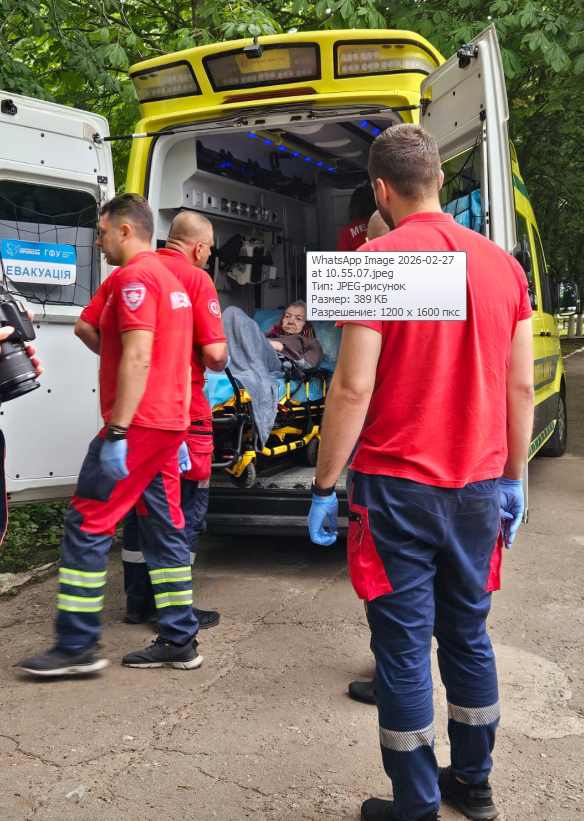 ГФУ
ЕВАКУАЦІЯ
ME
WhatsApp Image 2026-02-27
at 10.55.07.jpeg
Тип: JPEG-рисунок
Размер: 389 КБ
Разрешение: 1200 x 1600 пкс